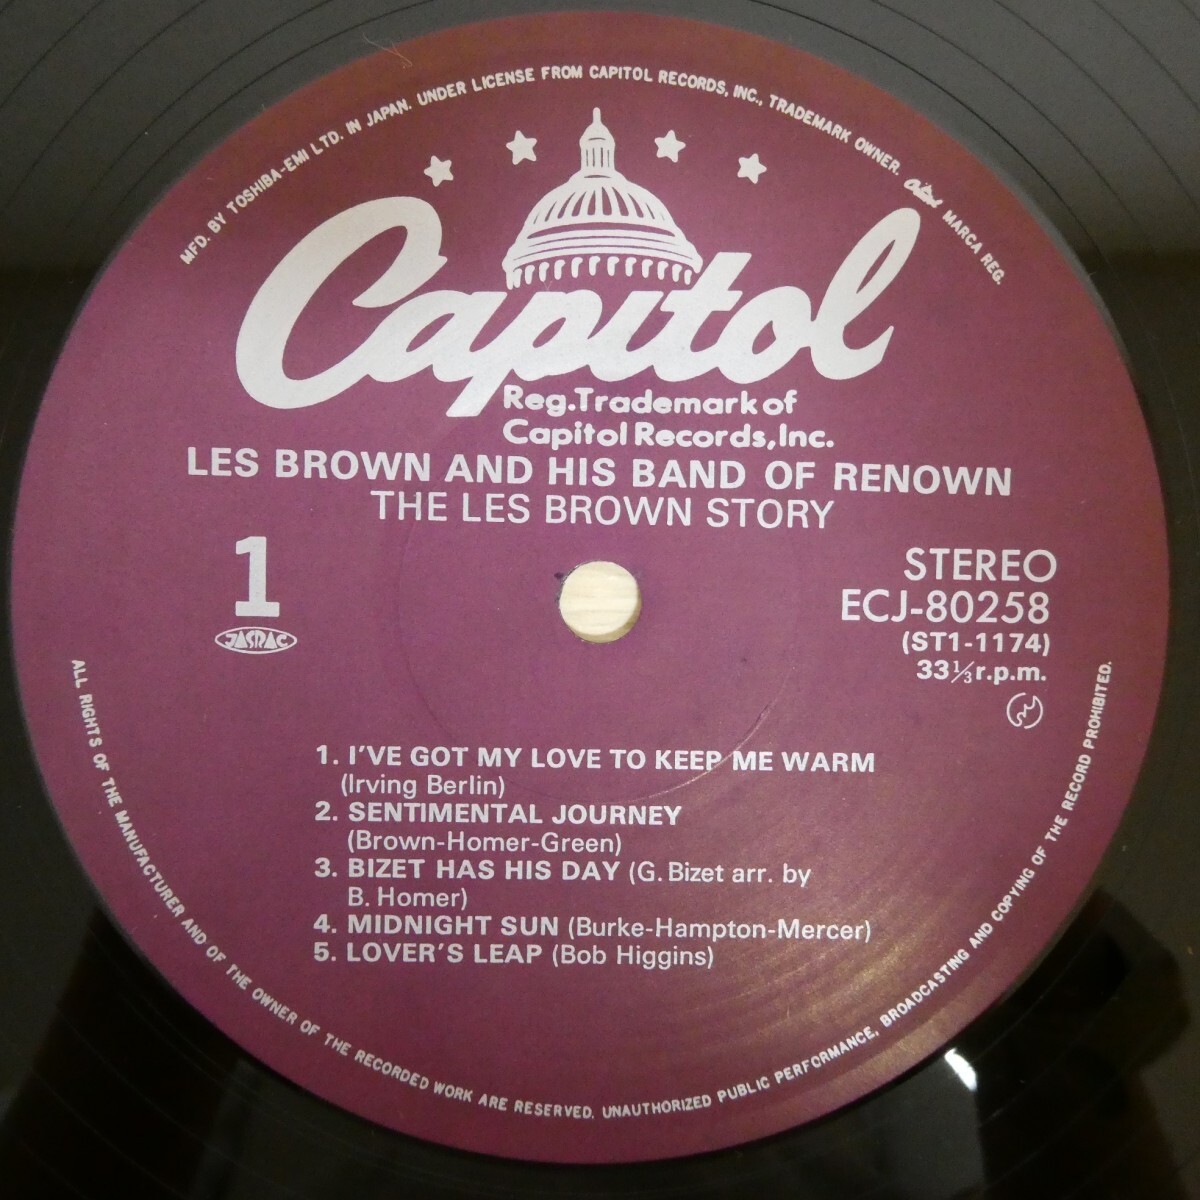 MFD. BY TOSHIBA-EMI LTD. IN JAPAN. UNDER LICENSE FROM CAPITOL RECORDS, INC., TRADEMARK OWNER. Capitol MARCA REG.
Capitol
Reg.Trademark of
Capitol Records,Inc.
LES BROWN AND HIS BAND OF RENOWN
THE LES BROWN STORY
1
JASRAC
STEREO
ECJ-80258
(ST1-1174)
33⅓r.p.m.
1. I'VE GOT MY LOVE TO KEEP ME WARM
(Irving Berlin)
2. SENTIMENTAL JOURNEY
(Brown-Homer-Green)
3. BIZET HAS HIS DAY (G. Bizet arr. by
B. Homer)
4. MIDNIGHT SUN (Burke-Hampton-Mercer)
5. LOVER'S LEAP (Bob Higgins)
ALL RIGHTS OF THE MANUFACTURER AND OF THE OWNER OF THE RECORDED WORK ARE RESERVED. UNAUTHORIZED PUBLIC PERFORMANCE, BROADCASTING AND COPYING OF THE RECORD PROHIBITED.